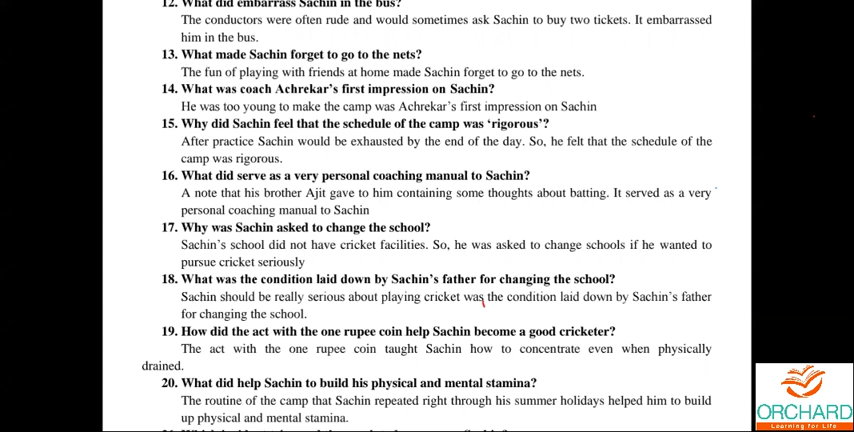 12. What did embarrass Sachin in the bus?
The conductors were often rude and would sometimes ask Sachin to buy two tickets. It embarrassed
him in the bus.
13. What made Sachin forget to go to the nets?
The fun of playing with friends at home made Sachin forget to go to the nets.
14. What was coach Achrekar's first impression on Sachin?
He was too young to make the camp was Achrekar's first impression on Sachin
15. Why did Sachin feel that the schedule of the camp was 'rigorous'?
After practice Sachin would be exhausted by the end of the day. So, he felt that the schedule of the
camp was rigorous.
16. What did serve as a very personal coaching manual to Sachin?
A note that his brother Ajit gave to him containing some thoughts about batting. It served as a very
personal coaching manual to Sachin
17. Why was Sachin asked to change the school?
Sachin's school did not have cricket facilities. So, he was asked to change schools if he wanted to
pursue cricket seriously
18. What was the condition laid down by Sachin's father for changing the school?
Sachin should be really serious about playing cricket was the condition laid down by Sachin's father
for changing the school.
19. How did the act with the one rupee coin help Sachin become a good cricketer?
The act with the one rupee coin taught Sachin how to concentrate even when physically
drained.
20. What did help Sachin to build his physical and mental stamina?
The routine of the camp that Sachin repeated right through his summer holidays helped him to build
up physical and mental stamina.
ORCHARD
Learning for Life